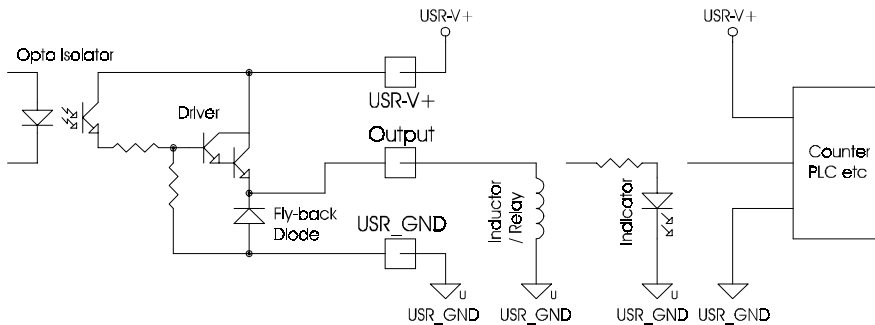 USR-V+
USR-V+
Opto Isolator
USR-V+
Driver
Output
Counter
PLC etc
Fly-back
Diode
USR_GND
Inductor
/ Relay
Indicator
U
USR_GND
U
USR_GND
U
USR_GND
USR_GND